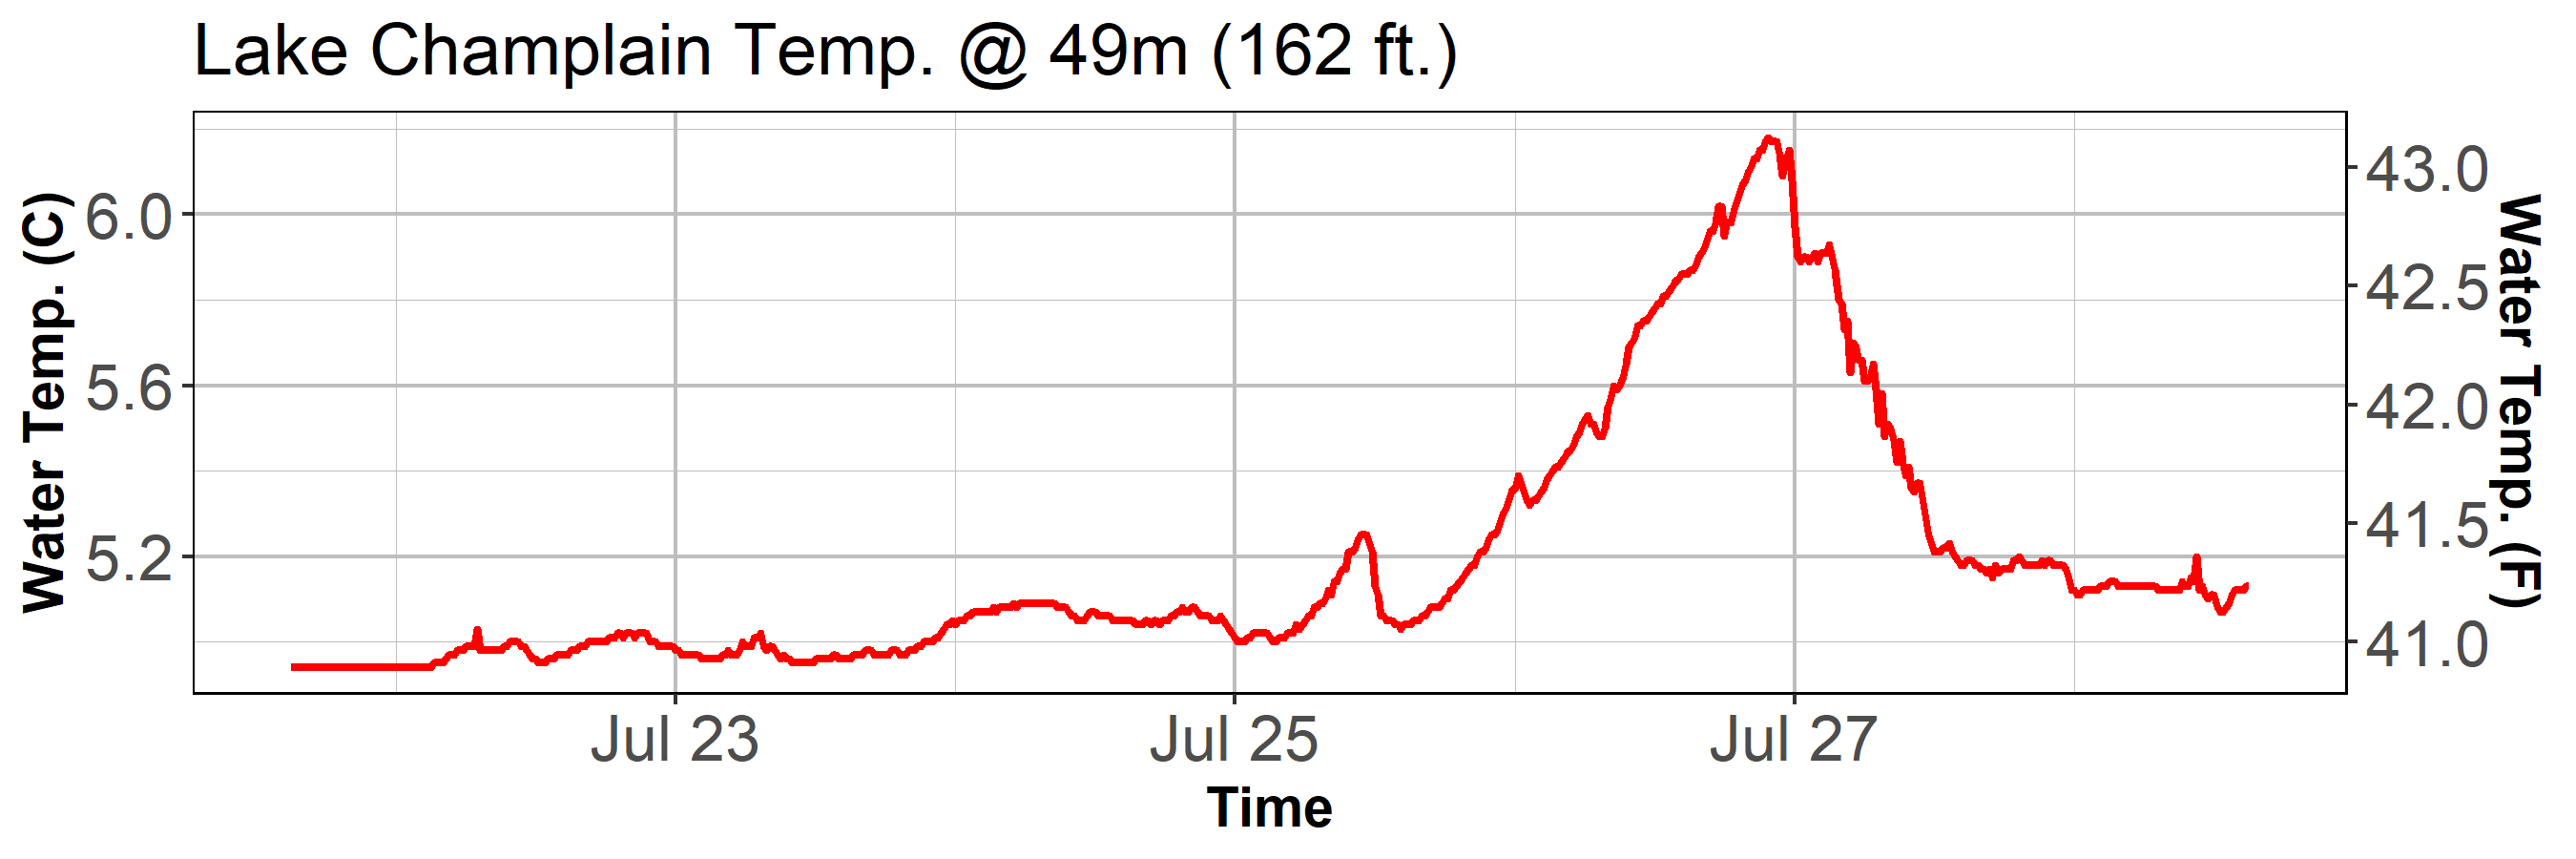 Lake Champlain Temp. @ 49m (162 ft.)
Water Temp. (C)
6.0
5.6
5.2
43.0
42.5
42.0
41.5
41.0
Water Temp. (F)
Jul 23 Jul 25 Jul 27
Time